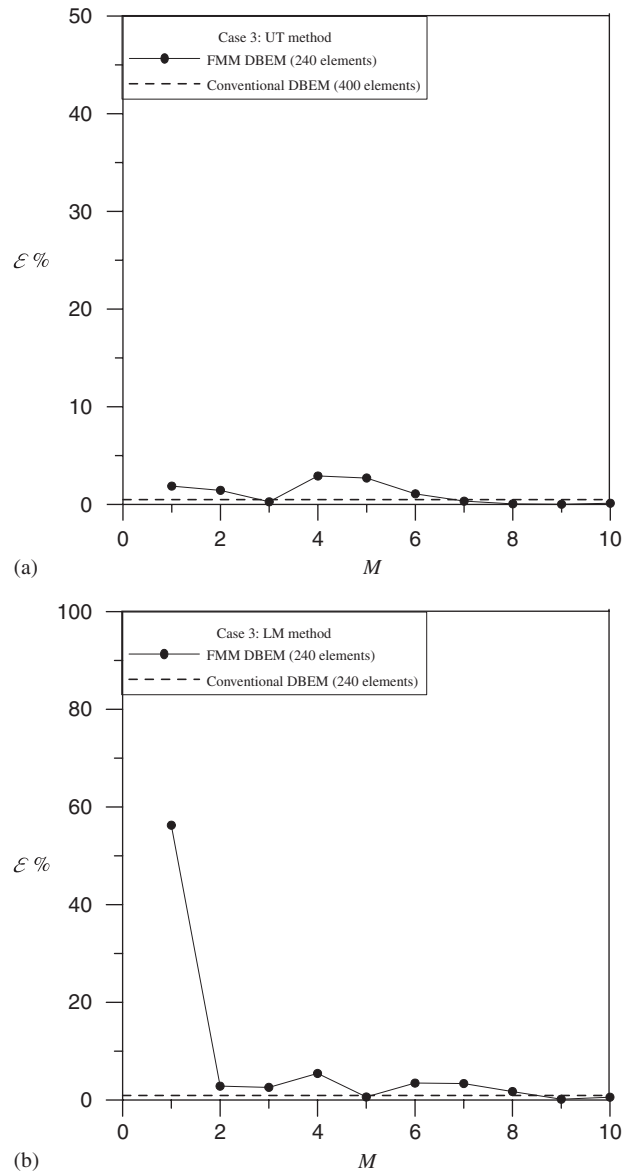 50
Case 3: UT method
FMM DBEM (240 elements)
Conventional DBEM (400 elements)
40
30
ℰ %
20
10
0
0 2 4 6 8 10
(a)
M
100
Case 3: LM method
FMM DBEM (240 elements)
Conventional DBEM (240 elements)
80
60
ℰ %
40
20
0
0 2 4 6 8 10
(b)
M